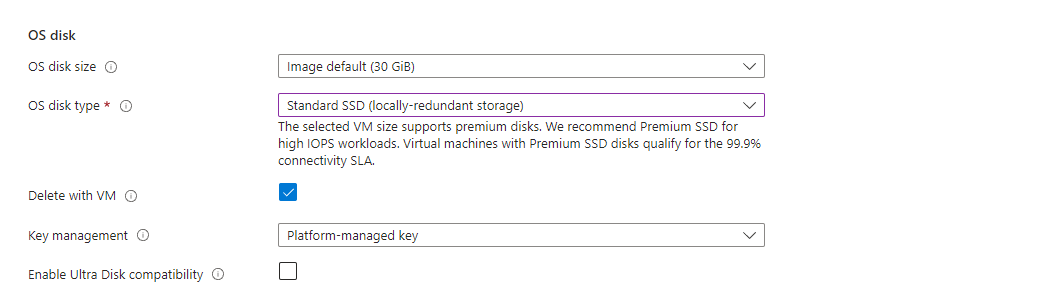 OS disk
OS disk size
Image default (30 GiB)
OS disk type *
Standard SSD (locally-redundant storage)
The selected VM size supports premium disks. We recommend Premium SSD for
high IOPS workloads. Virtual machines with Premium SSD disks qualify for the 99.9%
connectivity SLA.
Delete with VM
Key management
Platform-managed key
Enable Ultra Disk compatibility